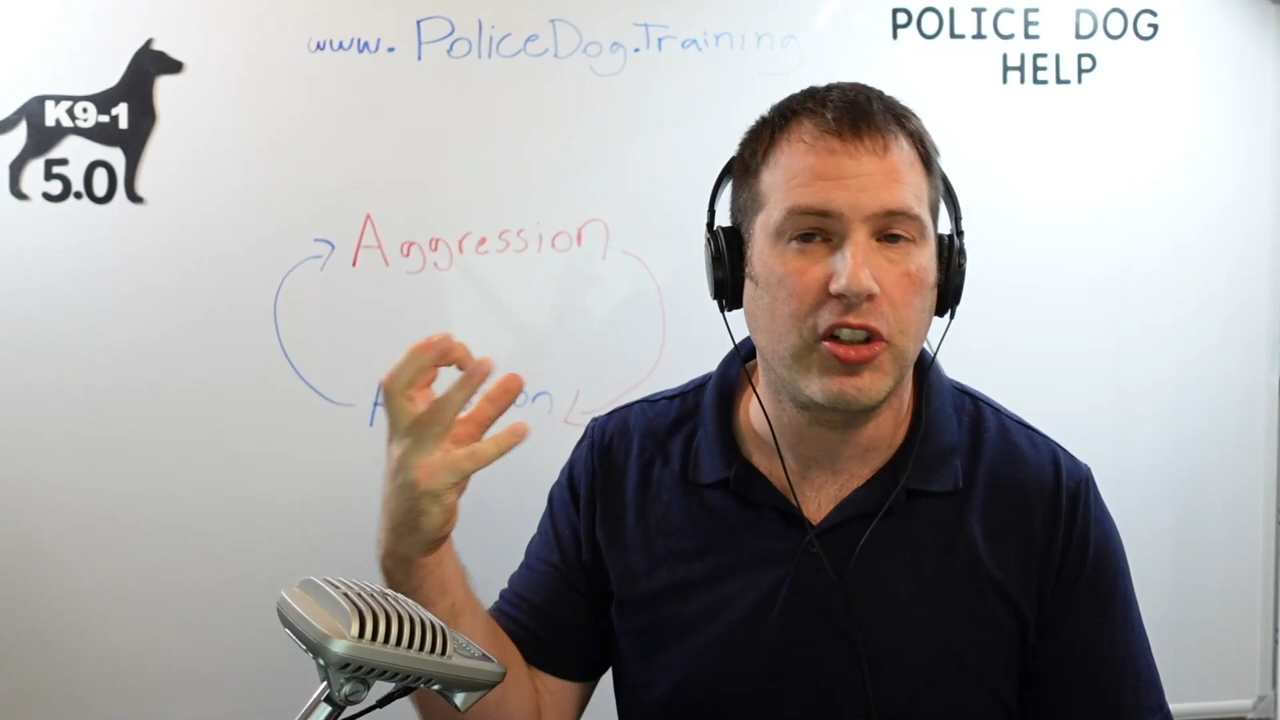 www.PoliceDog.Training
POLICE DOG
HELP
K9-1
5.0
Aggression